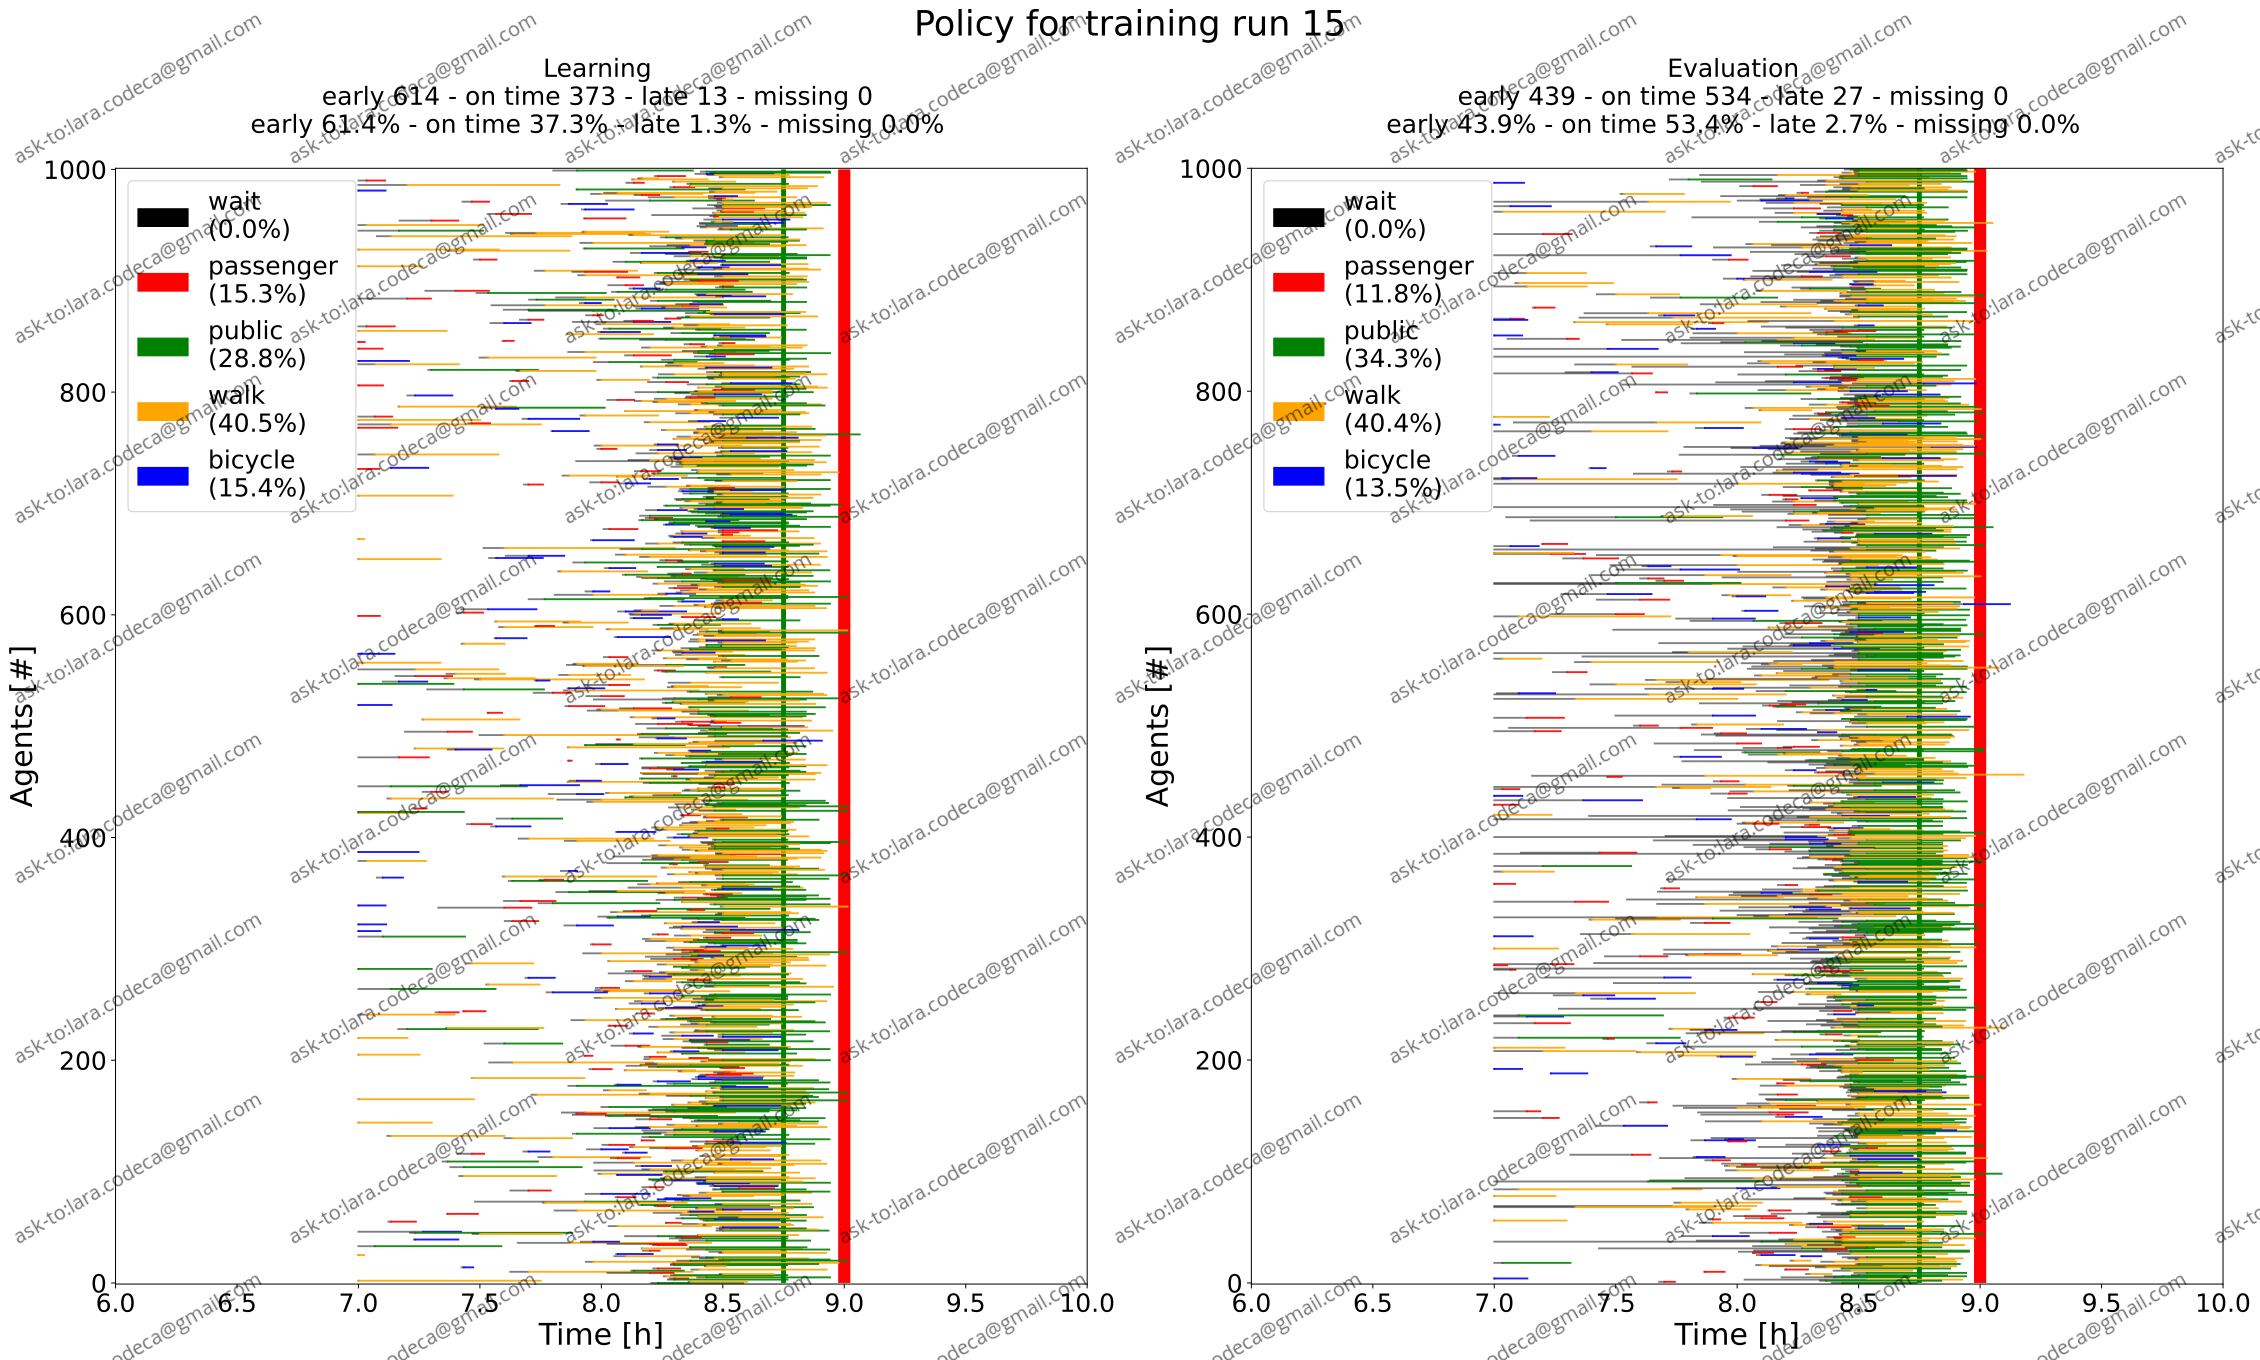 Policy for training run 15
Learning
early 614 - on time 373 - late 13 - missing 0
early 61.4% - on time 37.3% - late 1.3% - missing 0.0%
Evaluation
early 439 - on time 534 - late 27 - missing 0
early 43.9% - on time 53.4% - late 2.7% - missing 0.0%
wait
(0.0%)
passenger
(15.3%)
public
(28.8%)
walk
(40.5%)
bicycle
(15.4%)
Agents [#]
1000
800
600
400
200
0
6.0 6.5 7.0 7.5 8.0 8.5 9.0 9.5 10.0
Time [h]
wait
(0.0%)
passenger
(11.8%)
public
(34.3%)
walk
(40.4%)
bicycle
(13.5%)
Agents [#]
1000
800
600
400
200
0
6.0 6.5 7.0 7.5 8.0 8.5 9.0 9.5 10.0
Time [h]
ask-to:lara.codeca@gmail.com